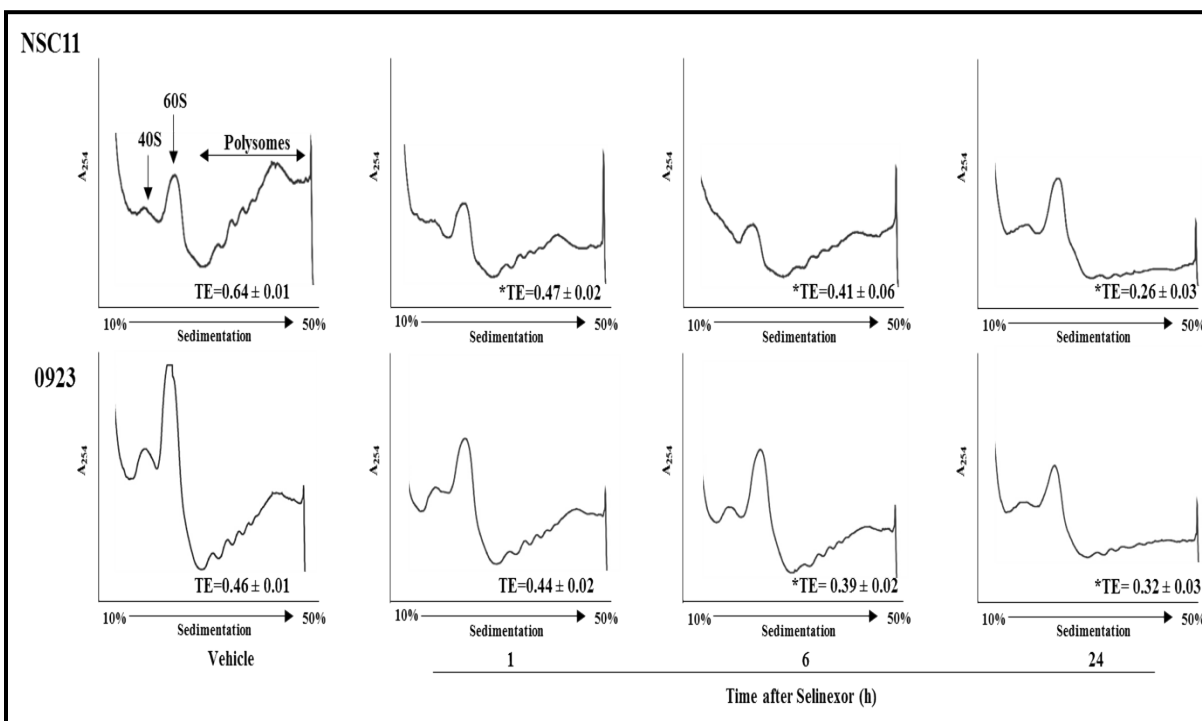 NSC11
60S
40S
Polysomes
A254
A254
A254
A254
TE=0.64 ± 0.01
*TE=0.47 ± 0.02
*TE=0.41 ± 0.06
*TE=0.26 ± 0.03
10% 50%
10% 50%
10% 50%
10% 50%
Sedimentation
Sedimentation
Sedimentation
Sedimentation
0923
A254
A254
A254
A254
TE=0.46 ± 0.01
TE=0.44 ± 0.02
*TE= 0.39 ± 0.02
*TE= 0.32 ± 0.03
10% 50%
10% 50%
10% 50%
10% 50%
Sedimentation
Sedimentation
Sedimentation
Sedimentation
Vehicle
1
6
24
Time after Selinexor (h)